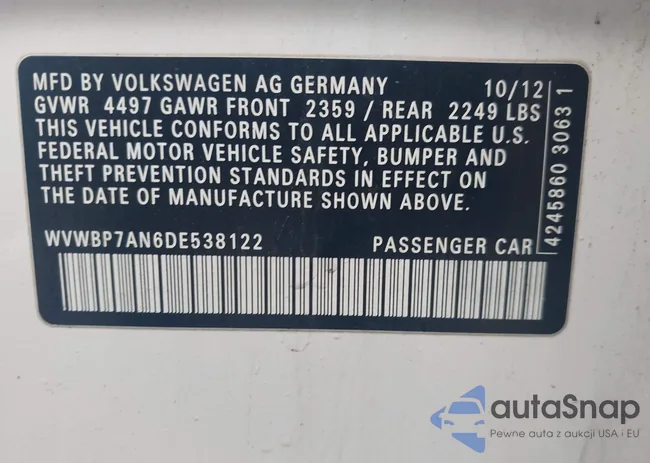 MFD BY VOLKSWAGEN AG GERMANY 10/12
GVWR 4497 GAWR FRONT 2359 / REAR 2249 LBS
THIS VEHICLE CONFORMS TO ALL APPLICABLE U.S.
FEDERAL MOTOR VEHICLE SAFETY, BUMPER AND
THEFT PREVENTION STANDARDS IN EFFECT ON
THE DATE OF MANUFACTURE SHOWN ABOVE.
WVWBP7AN6DE538122 PASSENGER CAR
4245860 3063 1
autaSnap
Pewne auta z aukcji USA i EU